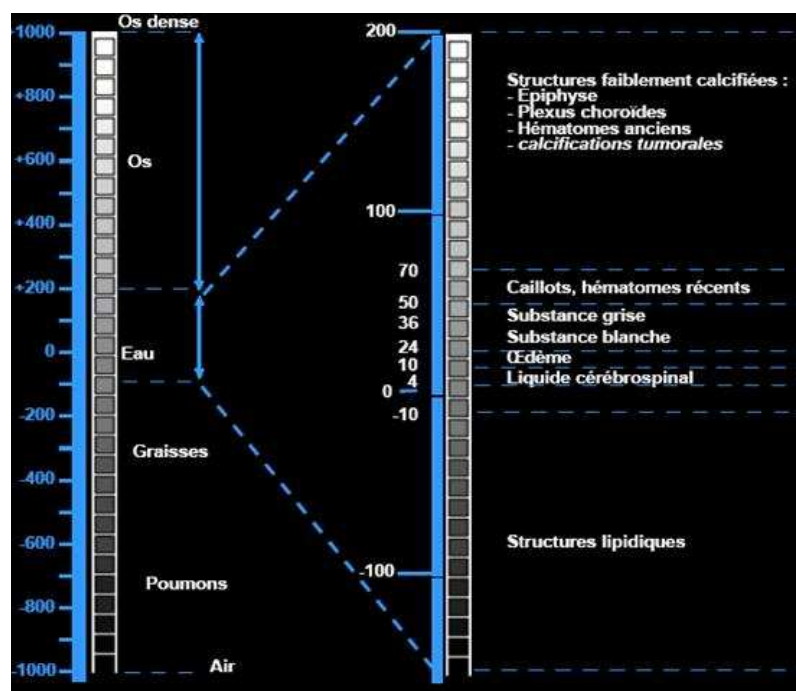 Os dense
+1000
+800
+600
Os
+400
+200
0
Eau
-200
Graisses
-400
-600
Poumons
-800
-1000
Air
200
Structures faiblement calcifiées :
- Épiphyse
- Plexus choroïdes
- Hématomes anciens
- calcifications tumorales
100
70
Caillots, hématomes récents
50
Substance grise
36
Substance blanche
24
Œdème
10
Liquide cérébrospinal
4
0
-10
Structures lipidiques
-100